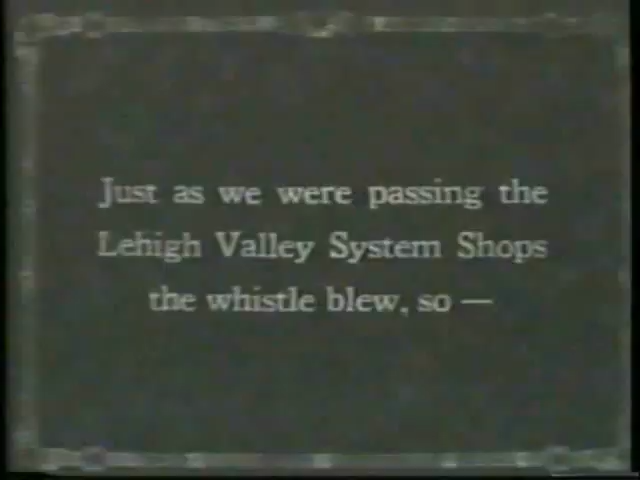 Just as we were passing the
Lehigh Valley System Shops
the whistle blew, so —